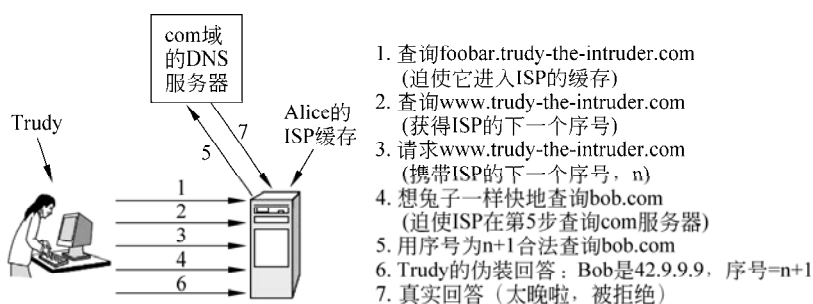 com域
的DNS
服务器
Alice的
ISP缓存
Trudy
7
5
1
2
3
4
6
1. 查询foobar.trudy-the-intruder.com
(迫使它进入ISP的缓存)
2. 查询www.trudy-the-intruder.com
(获得ISP的下一个序号)
3. 请求www.trudy-the-intruder.com
(携带ISP的下一个序号，n)
4. 想兔子一样快地查询bob.com
(迫使ISP在第5步查询com服务器)
5. 用序号为n+1合法查询bob.com
6. Trudy的伪装回答：Bob是42.9.9.9，序号=n+1
7. 真实回答（太晚啦，被拒绝）